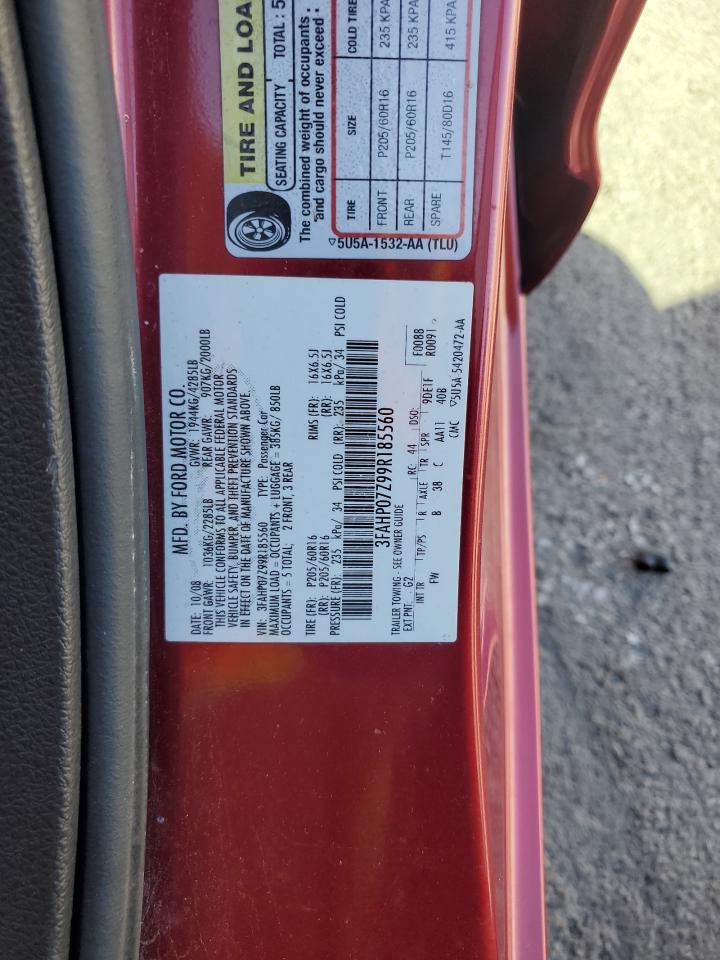 TIRE AND LOA
SEATING CAPACITY TOTAL : 5
The combined weight of occupants
and cargo should never exceed :
TIRE SIZE COLD TIRE
FRONT P205/60R16 235 KPA
REAR P205/60R16 235 KPA
SPARE T145/80D16 415 KPA
5U5A-1532-AA (TLU)
MFD. BY FORD MOTOR CO.
DATE: 10/08 GVWR: 1944KG/4285LB
FRONT GAWR: 1036KG/2285LB REAR GAWR: 907KG/2000LB
THIS VEHICLE CONFORMS TO ALL APPLICABLE FEDERAL MOTOR
VEHICLE SAFETY, BUMPER, AND THEFT PREVENTION STANDARDS
IN EFFECT ON THE DATE OF MANUFACTURE SHOWN ABOVE.
VIN: 3FAHP07Z99R185560 TYPE: Passenger Car
MAXIMUM LOAD = OCCUPANTS + LUGGAGE = 385KG/ 850LB
OCCUPANTS = 5 TOTAL; 2 FRONT, 3 REAR
TIRE (FR): P205/60R16 RIMS (FR): 16X6.5J
(RR): P205/60R16 (RR): 16X6.5J
PRESSURE (FR): 235 kPa/ 34 PSI COLD (RR): 235 kPa/ 34 PSI COLD
3FAHP07Z99R185560
TRAILER TOWING - SEE OWNER GUIDE F0088
EXT PNT: G2 RC: 44 DSO: R0091
INT TR TP/PS R AXLE TR SPR 9DE1F
FW B 38 C AA11 40B
CMC 5U5A 5420472-AA